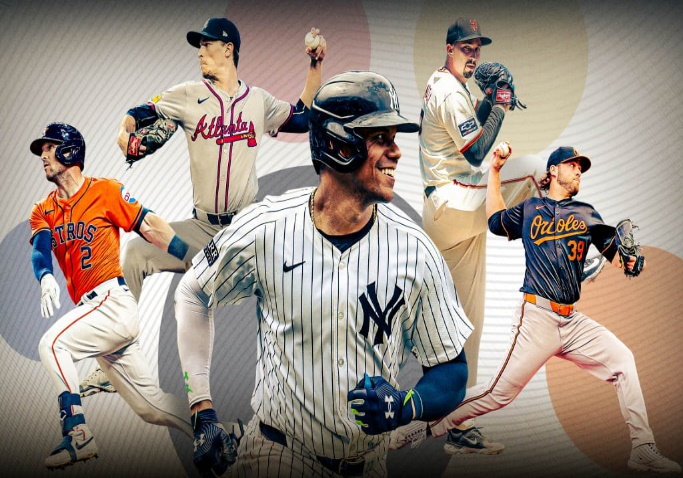 Atlanta
STROS
2
NY
Orioles
39